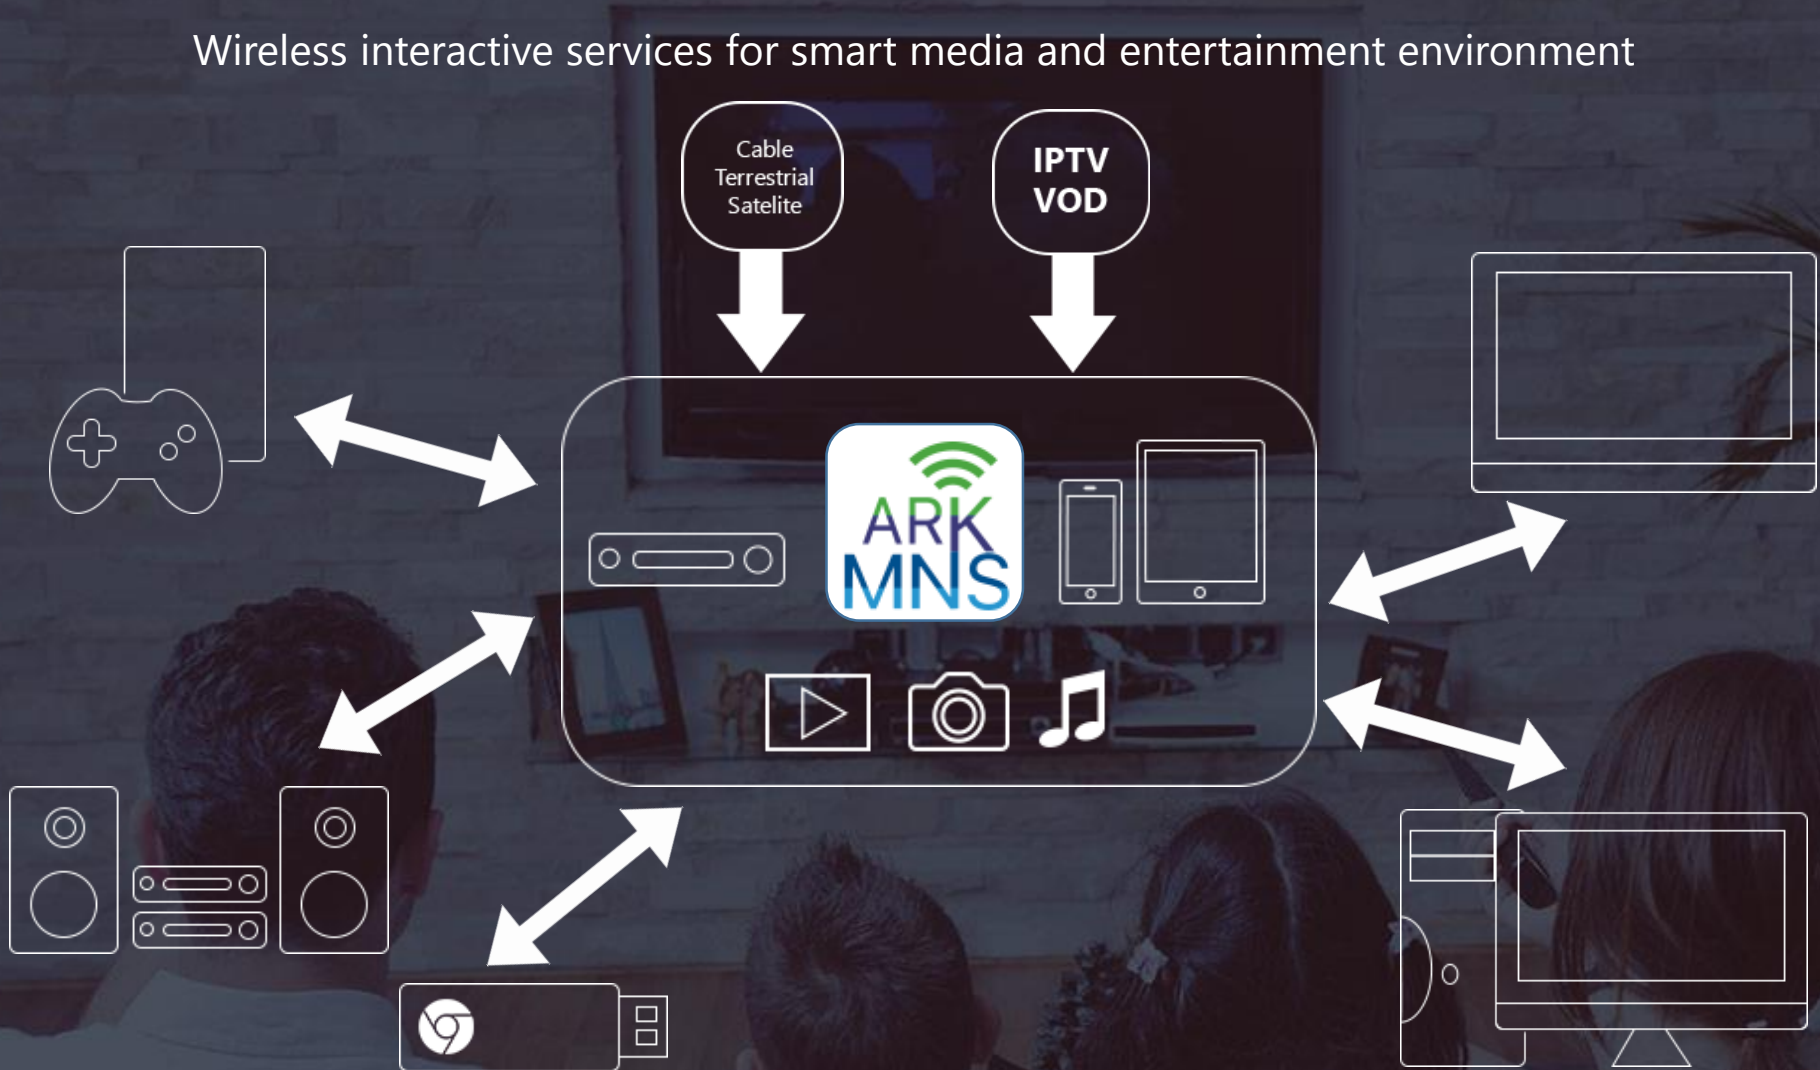 Wireless interactive services for smart media and entertainment environment
Cable
Terrestrial
Satelite
IPTV
VOD
ARK
MNS